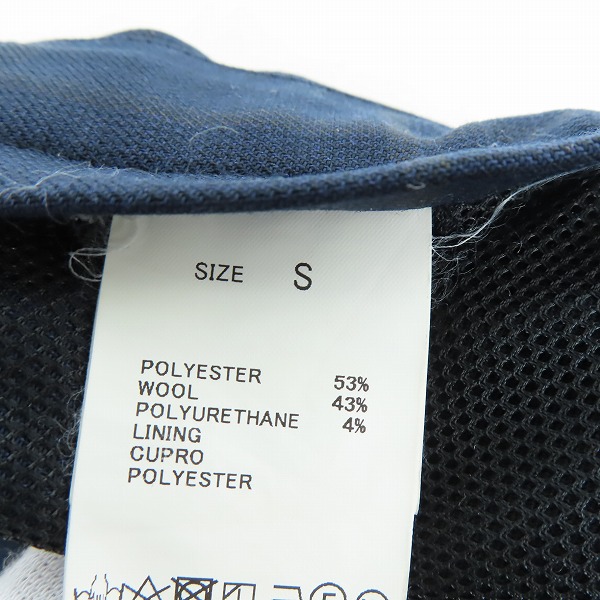 SIZE S
POLYESTER 53%
WOOL 43%
POLYURETHANE 4%
LINING
CUPRO
POLYESTER